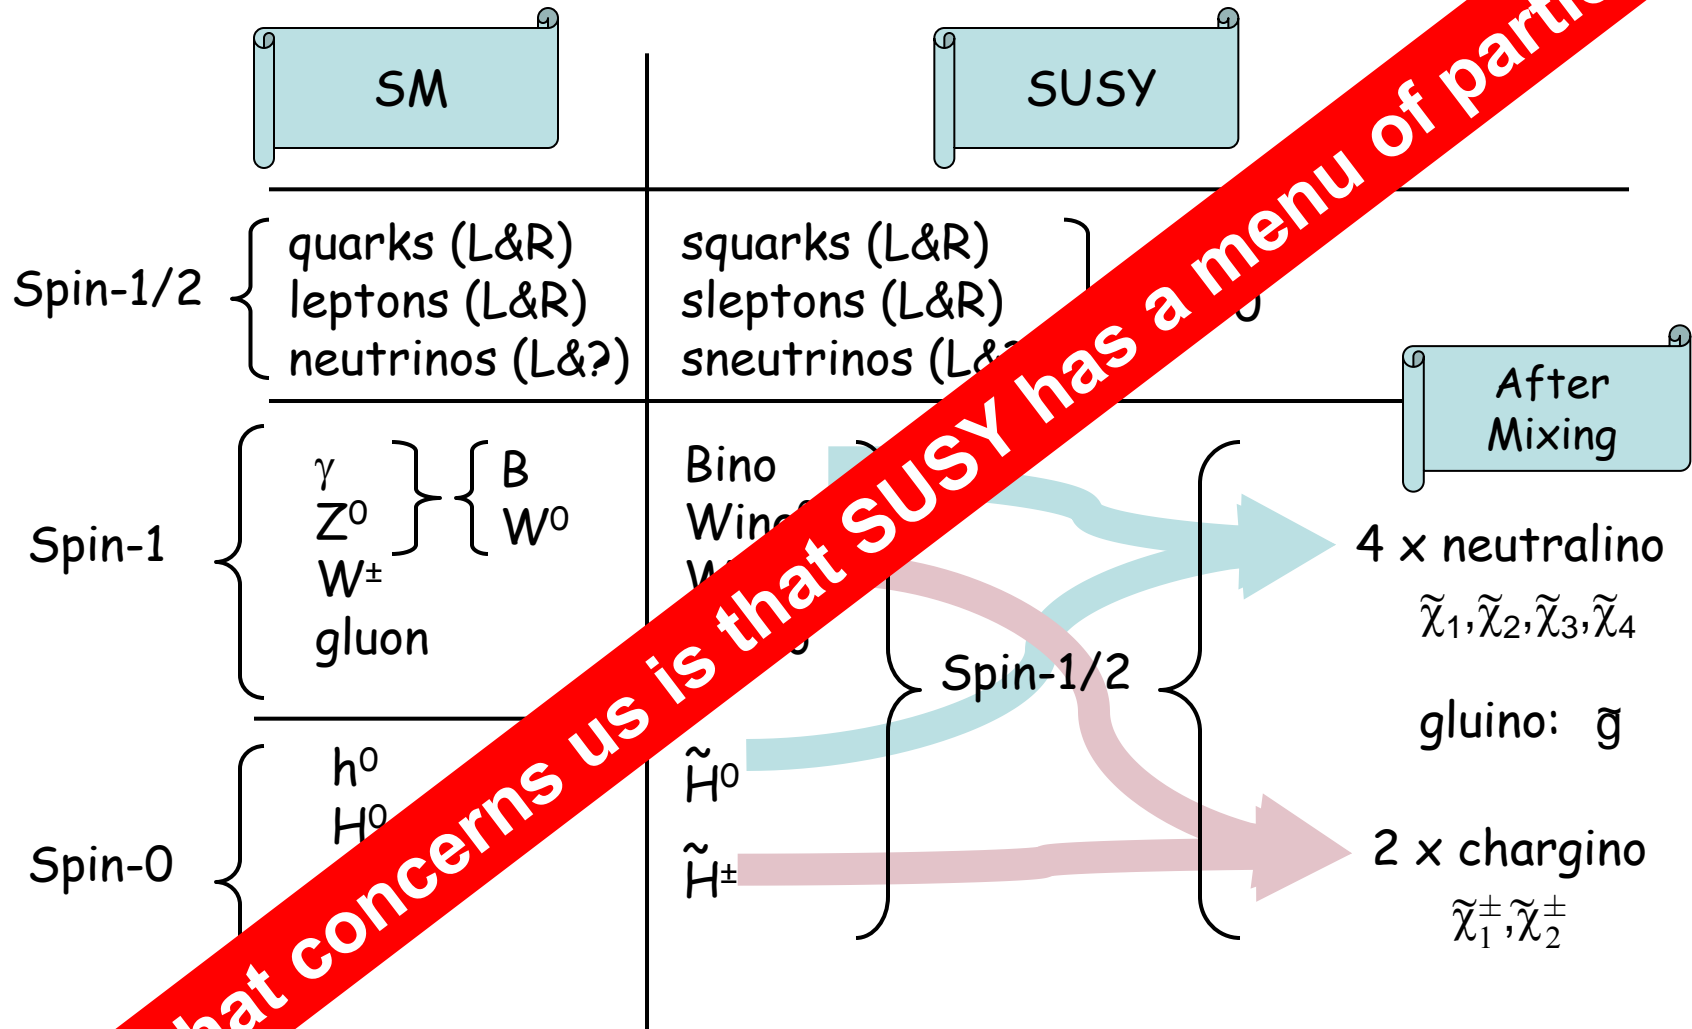 SM
SUSY
Spin-1/2
quarks (L&R)
leptons (L&R)
neutrinos (L&?)
squarks (L&R)
sleptons (L&R)
sneutrinos
After
Mixing
Spin-1
γ
Z⁰
W±
gluon
B
W⁰
Bino
Spin-1/2
4 x neutralino
χ̃₁,χ̃₂,χ̃₃,χ̃₄
gluino: g̃
2 x chargino
χ̃₁±,χ̃₂±
Spin-0
h⁰
H⁰
H̃⁰
H̃±
concerns us is that SUSY has a menu of